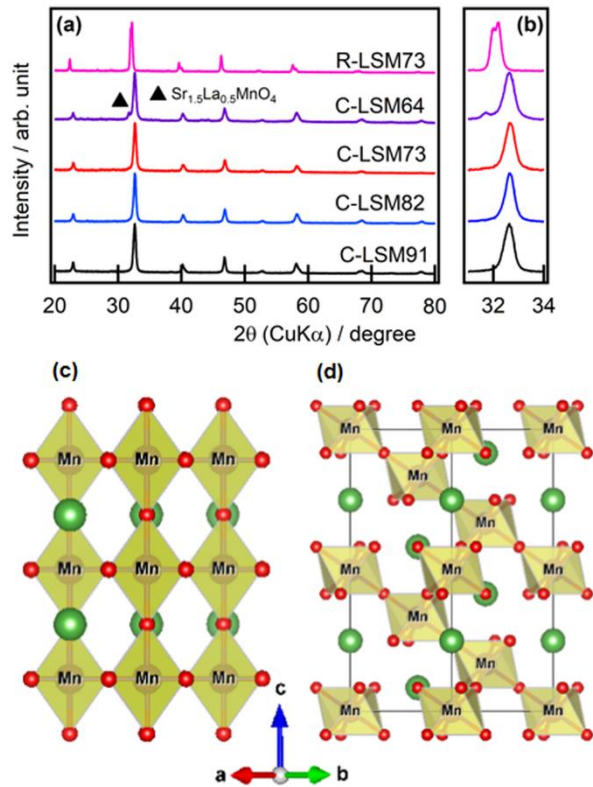 (a)
(b)
R-LSM73
▲ Sr₁.₅La₀.₅MnO₄
C-LSM64
C-LSM73
C-LSM82
C-LSM91
Intensity / arb. unit
20 30 40 50 60 70 80
32 34
2θ (CuKα) / degree
(c)
(d)
Mn Mn Mn
Mn Mn Mn
Mn Mn Mn
Mn Mn Mn
Mn
Mn
Mn Mn Mn
Mn
Mn
Mn Mn Mn
c
a
b